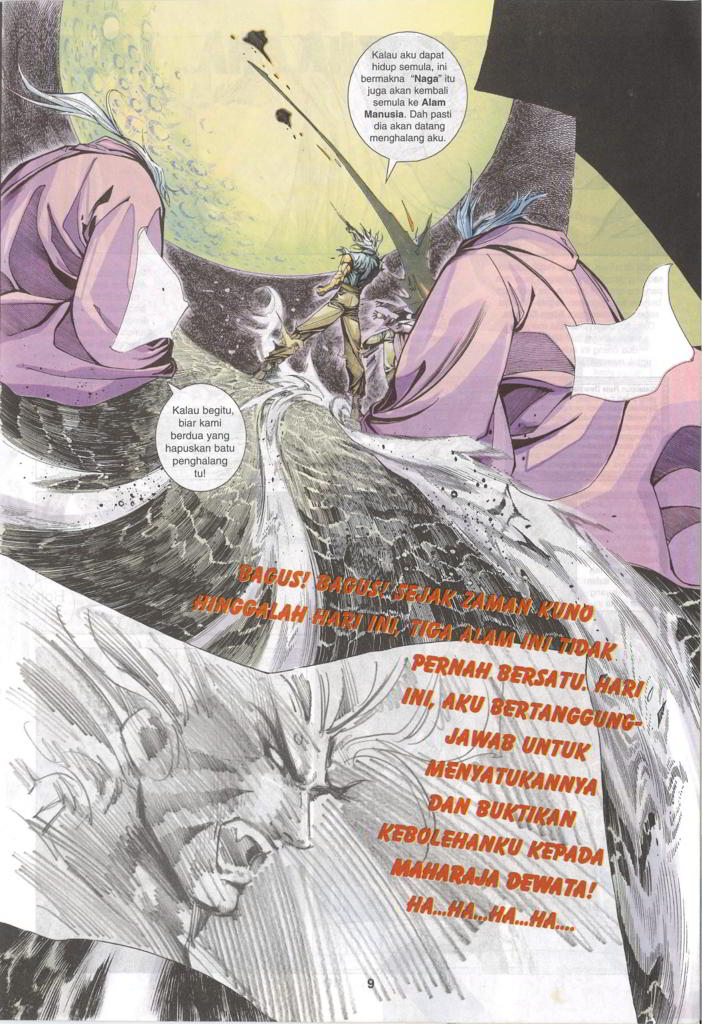 Kalau aku dapat
hidup semula, ini
bermakna "Naga" itu
juga akan kembali
semula ke Alam
Manusia. Dah pasti
dia akan datang
menghalang aku.
Kalau begitu,
biar kami
berdua yang
hapuskan batu
penghalang
tu!
BAGUS! BAGUS! SEJAK ZAMAN KUNO
HINGGALAH HARI INI, TIGA ALAM INI TIDAK
PERNAH BERSATU. HARI
INI, AKU BERTANGGUNG-
JAWAB UNTUK
MENYATUKANNYA
DAN BUKTIKAN
KEBOLEHANKU KEPADA
MAHARAJA DEWATA!
HA...HA...HA...HA....
9